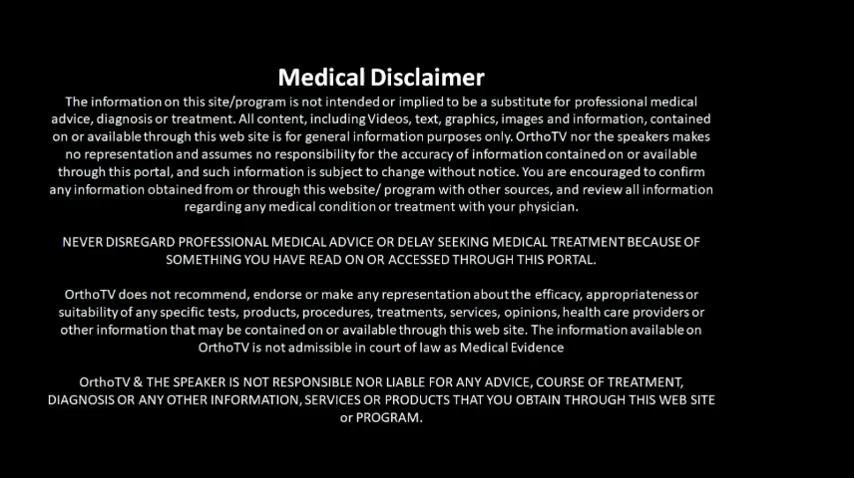 Medical Disclaimer
The information on this site/program is not intended or implied to be a substitute for professional medical
advice, diagnosis or treatment. All content, including Videos, text, graphics, images and information, contained
on or available through this web site is for general information purposes only. OrthoTV nor the speakers makes
no representation and assumes no responsibility for the accuracy of information contained on or available
through this portal, and such information is subject to change without notice. You are encouraged to confirm
any information obtained from or through this website/ program with other sources, and review all information
regarding any medical condition or treatment with your physician.
NEVER DISREGARD PROFESSIONAL MEDICAL ADVICE OR DELAY SEEKING MEDICAL TREATMENT BECAUSE OF
SOMETHING YOU HAVE READ ON OR ACCESSED THROUGH THIS PORTAL.
OrthoTV does not recommend, endorse or make any representation about the efficacy, appropriateness or
suitability of any specific tests, products, procedures, treatments, services, opinions, health care providers or
other information that may be contained on or available through this web site. The information available on
OrthoTV is not admissible in court of law as Medical Evidence
OrthoTV & THE SPEAKER IS NOT RESPONSIBLE NOR LIABLE FOR ANY ADVICE, COURSE OF TREATMENT,
DIAGNOSIS OR ANY OTHER INFORMATION, SERVICES OR PRODUCTS THAT YOU OBTAIN THROUGH THIS WEB SITE
or PROGRAM.